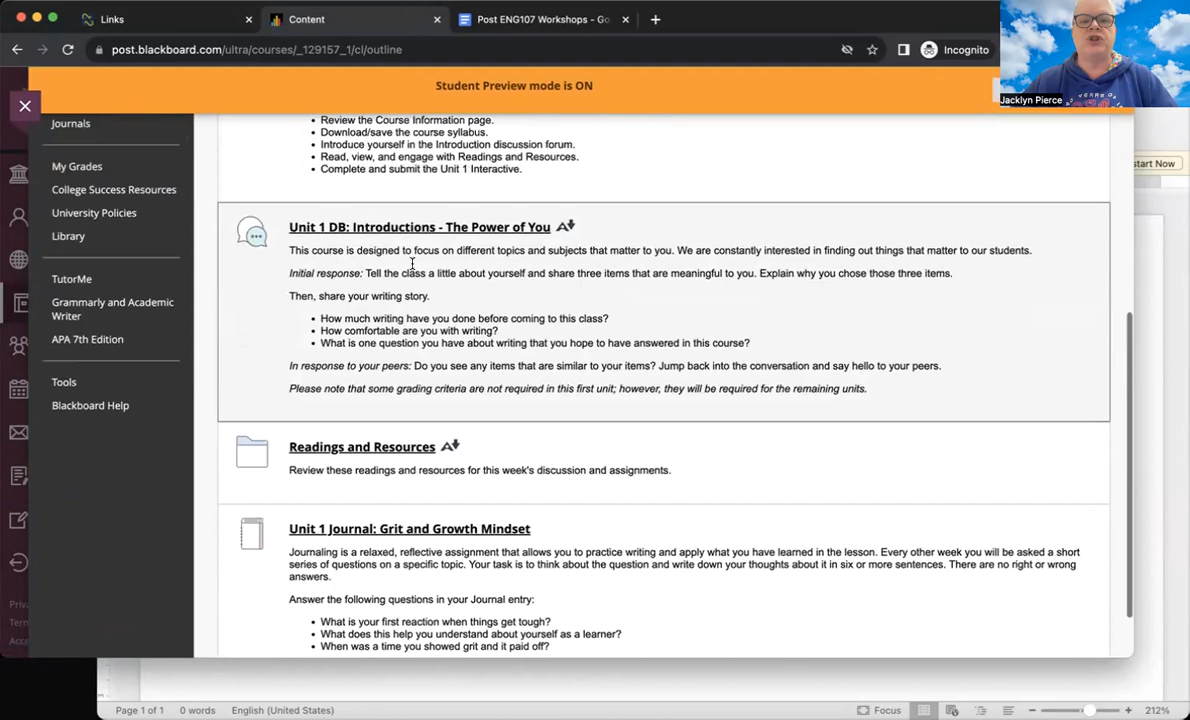 Links
Content
Post ENG107 Workshops - Go
post.blackboard.com/ultra/courses/_129157_1/cl/outline
Incognito
Student Preview mode is ON
Jacklyn Pierce
Start Now
Journals
My Grades
College Success Resources
University Policies
Library
TutorMe
Grammarly and Academic
Writer
APA 7th Edition
Tools
Blackboard Help
• Review the Course Information page.
• Download/save the course syllabus.
• Introduce yourself in the Introduction discussion forum.
• Read, view, and engage with Readings and Resources.
• Complete and submit the Unit 1 Interactive.
Unit 1 DB: Introductions - The Power of You
This course is designed to focus on different topics and subjects that matter to you. We are constantly interested in finding out things that matter to our students.
Initial response: Tell the class a little about yourself and share three items that are meaningful to you. Explain why you chose those three items.
Then, share your writing story.
• How much writing have you done before coming to this class?
• How comfortable are you with writing?
• What is one question you have about writing that you hope to have answered in this course?
In response to your peers: Do you see any items that are similar to your items? Jump back into the conversation and say hello to your peers.
Please note that some grading criteria are not required in this first unit; however, they will be required for the remaining units.
Readings and Resources
Review these readings and resources for this week's discussion and assignments.
Unit 1 Journal: Grit and Growth Mindset
Journaling is a relaxed, reflective assignment that allows you to practice writing and apply what you have learned in the lesson. Every other week you will be asked a short
series of questions on a specific topic. Your task is to think about the question and write down your thoughts about it in six or more sentences. There are no right or wrong
answers.
Answer the following questions in your Journal entry:
• What is your first reaction when things get tough?
• What does this help you understand about yourself as a learner?
• When was a time you showed grit and it paid off?
Priva
Term
Acce
Page 1 of 1
0 words
English (United States)
Focus
212%